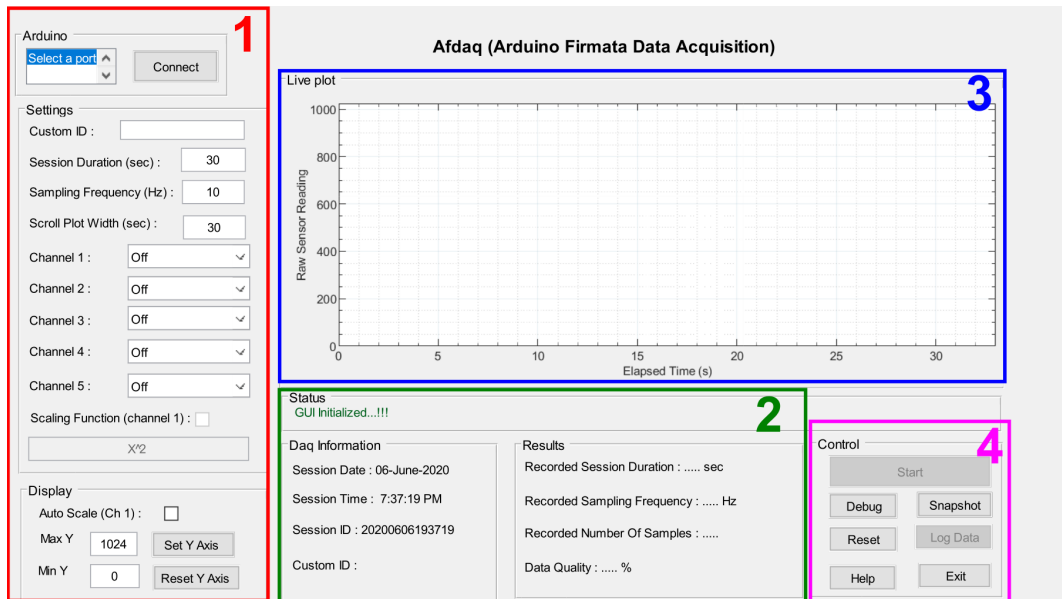 1
Arduino
Select a port
Connect
Settings
Custom ID :
Session Duration (sec) : 30
Sampling Frequency (Hz) : 10
Scroll Plot Width (sec) : 30
Channel 1 : Off
Channel 2 : Off
Channel 3 : Off
Channel 4 : Off
Channel 5 : Off
Scaling Function (channel 1) :
X^2
Display
Auto Scale (Ch 1) :
Max Y 1024 Set Y Axis
Min Y 0 Reset Y Axis
Afdaq (Arduino Firmata Data Acquisition)
Live plot
3
1000
800
600
400
200
0
Raw Sensor Reading
0 5 10 15 20 25 30
Elapsed Time (s)
Status
GUI Initialized...!!!
2
Daq Information
Session Date : 06-June-2020
Session Time : 7:37:19 PM
Session ID : 20200606193719
Custom ID :
Results
Recorded Session Duration : ..... sec
Recorded Sampling Frequency : ..... Hz
Recorded Number Of Samples : .....
Data Quality : ..... %
Control
4
Start
Debug Snapshot
Reset Log Data
Help Exit